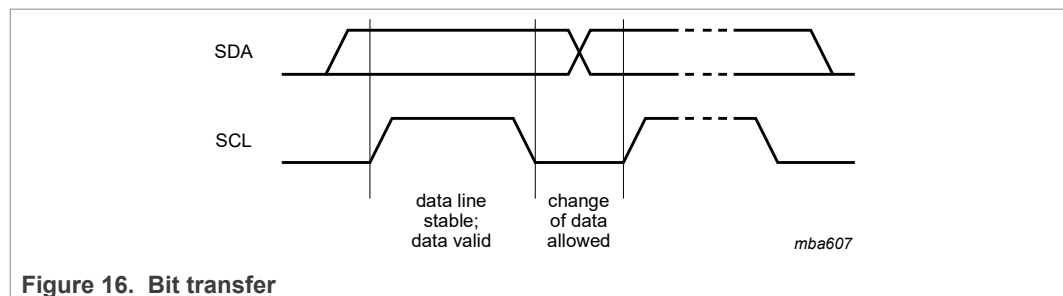 SDA
SCL
data line
stable;
data valid
change
of data
allowed
mba607
Figure 16. Bit transfer